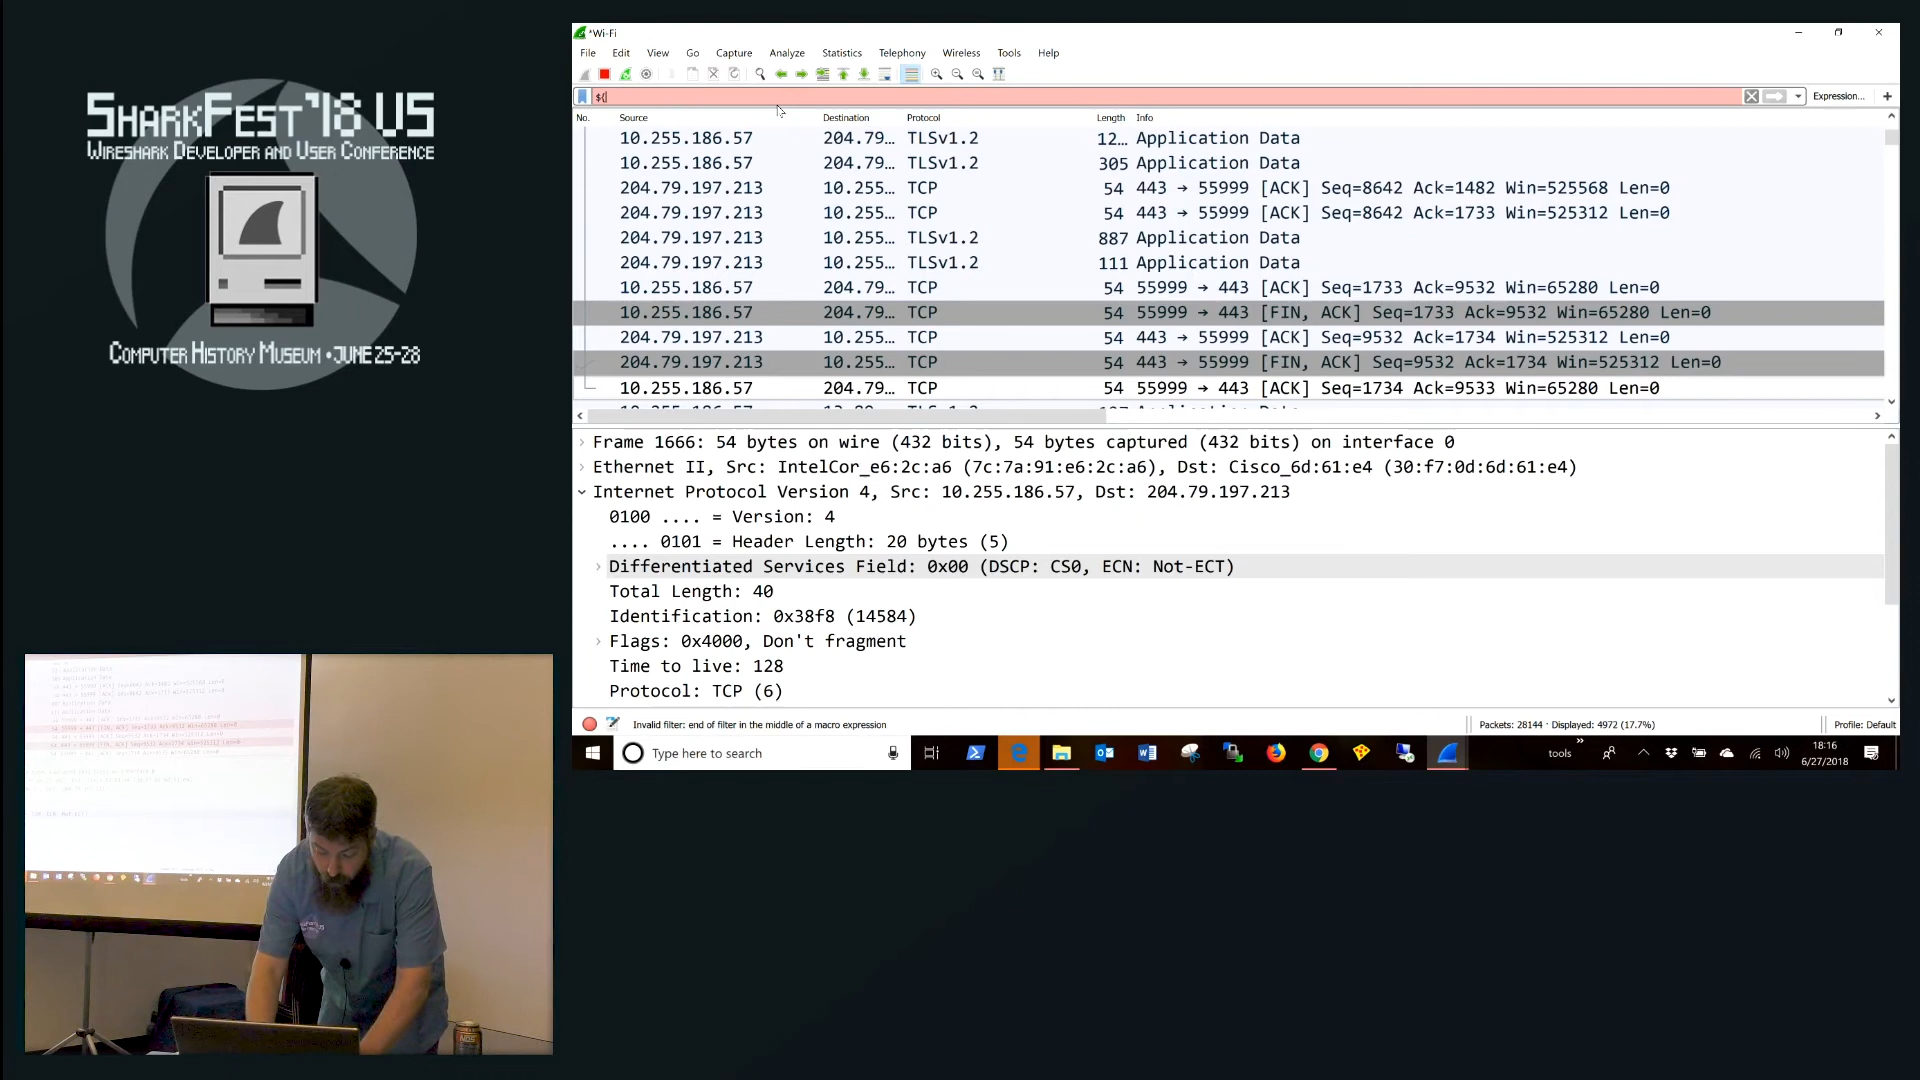 SHARKFEST '18 US
WIRESHARK DEVELOPER AND USER CONFERENCE
COMPUTER HISTORY MUSEUM • JUNE 25-28
*Wi-Fi
File Edit View Go Capture Analyze Statistics Telephony Wireless Tools Help
${ Expression... +
No. Source Destination Protocol Length Info
10.255.186.57 204.79... TLSv1.2 12... Application Data
10.255.186.57 204.79... TLSv1.2 305 Application Data
204.79.197.213 10.255... TCP 54 443 → 55999 [ACK] Seq=8642 Ack=1482 Win=525568 Len=0
204.79.197.213 10.255... TCP 54 443 → 55999 [ACK] Seq=8642 Ack=1733 Win=525312 Len=0
204.79.197.213 10.255... TLSv1.2 887 Application Data
204.79.197.213 10.255... TLSv1.2 111 Application Data
10.255.186.57 204.79... TCP 54 55999 → 443 [ACK] Seq=1733 Ack=9532 Win=65280 Len=0
10.255.186.57 204.79... TCP 54 55999 → 443 [FIN, ACK] Seq=1733 Ack=9532 Win=65280 Len=0
204.79.197.213 10.255... TCP 54 443 → 55999 [ACK] Seq=9532 Ack=1734 Win=525312 Len=0
204.79.197.213 10.255... TCP 54 443 → 55999 [FIN, ACK] Seq=9532 Ack=1734 Win=525312 Len=0
10.255.186.57 204.79... TCP 54 55999 → 443 [ACK] Seq=1734 Ack=9533 Win=65280 Len=0
Frame 1666: 54 bytes on wire (432 bits), 54 bytes captured (432 bits) on interface 0
Ethernet II, Src: IntelCor_e6:2c:a6 (7c:7a:91:e6:2c:a6), Dst: Cisco_6d:61:e4 (30:f7:0d:6d:61:e4)
Internet Protocol Version 4, Src: 10.255.186.57, Dst: 204.79.197.213
0100 .... = Version: 4
.... 0101 = Header Length: 20 bytes (5)
Differentiated Services Field: 0x00 (DSCP: CS0, ECN: Not-ECT)
Total Length: 40
Identification: 0x38f8 (14584)
Flags: 0x4000, Don't fragment
Time to live: 128
Protocol: TCP (6)
Invalid filter: end of filter in the middle of a macro expression Packets: 28144 · Displayed: 4972 (17.7%) Profile: Default
Type here to search tools » 18:16
6/27/2018